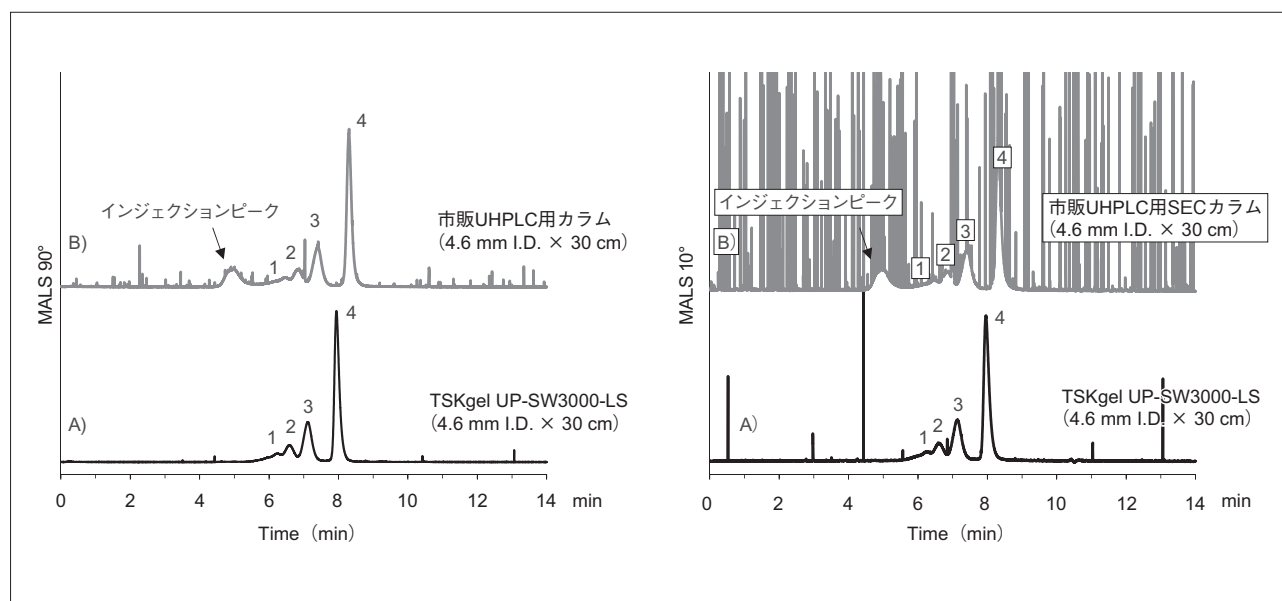 MALS 90°
B)
インジェクションピーク
1
2
3
4
市販UHPLC用カラム
(4.6 mm I.D. × 30 cm)
A)
1
2
3
4
TSKgel UP-SW3000-LS
(4.6 mm I.D. × 30 cm)
0 2 4 6 8 10 12 14 min
Time (min)
MALS 10°
B)
インジェクションピーク
1
2
3
4
市販UHPLC用SECカラム
(4.6 mm I.D. × 30 cm)
A)
1
2
3
4
TSKgel UP-SW3000-LS
(4.6 mm I.D. × 30 cm)
0 2 4 6 8 10 12 14 min
Time (min)